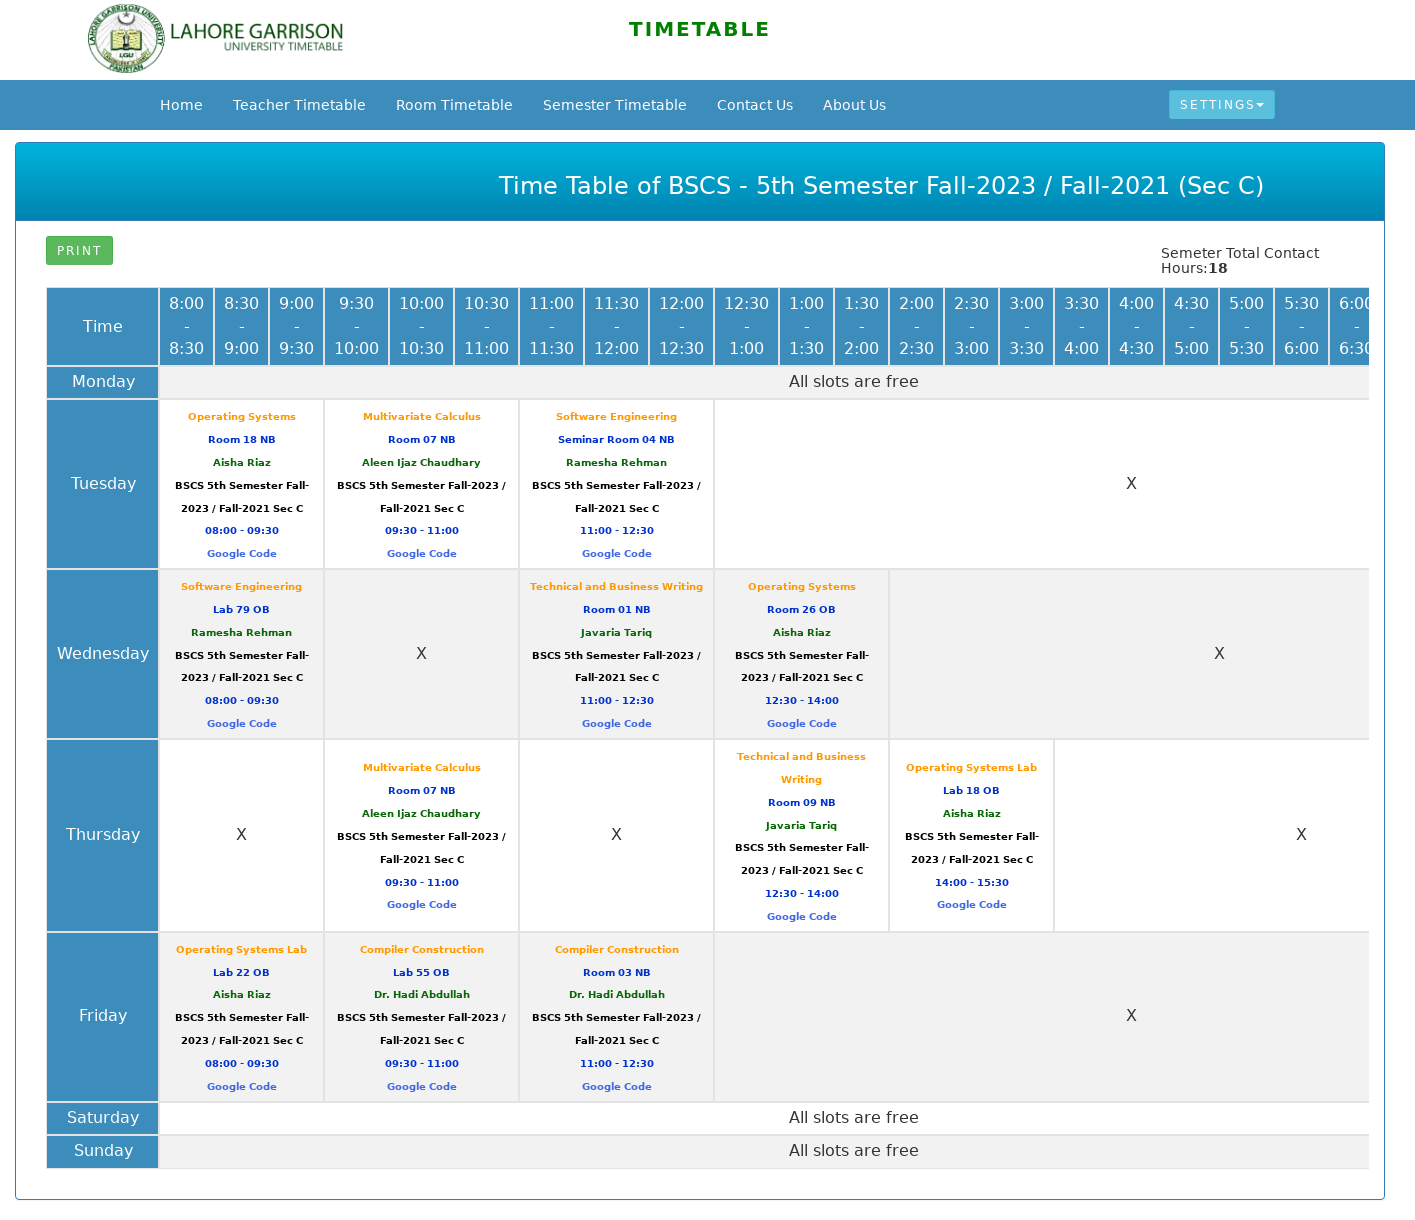 LAHORE GARRISON
UNIVERSITY TIMETABLE
LAHORE GARRISON UNIVERSITY
LGU
PAKISTAN
TIMETABLE
Home Teacher Timetable Room Timetable Semester Timetable Contact Us About Us SETTINGS
Time Table of BSCS - 5th Semester Fall-2023 / Fall-2021 (Sec C)
PRINT
Semeter Total Contact
Hours:18
Time
8:00 - 8:30
8:30 - 9:00
9:00 - 9:30
9:30 - 10:00
10:00 - 10:30
10:30 - 11:00
11:00 - 11:30
11:30 - 12:00
12:00 - 12:30
12:30 - 1:00
1:00 - 1:30
1:30 - 2:00
2:00 - 2:30
2:30 - 3:00
3:00 - 3:30
3:30 - 4:00
4:00 - 4:30
4:30 - 5:00
5:00 - 5:30
5:30 - 6:00
6:00 - 6:30
Monday
All slots are free
Tuesday
Operating Systems
Room 18 NB
Aisha Riaz
BSCS 5th Semester Fall-
2023 / Fall-2021 Sec C
08:00 - 09:30
Google Code
Multivariate Calculus
Room 07 NB
Aleen Ijaz Chaudhary
BSCS 5th Semester Fall-2023 /
Fall-2021 Sec C
09:30 - 11:00
Google Code
Software Engineering
Seminar Room 04 NB
Ramesha Rehman
BSCS 5th Semester Fall-2023 /
Fall-2021 Sec C
11:00 - 12:30
Google Code
X
Wednesday
Software Engineering
Lab 79 OB
Ramesha Rehman
BSCS 5th Semester Fall-
2023 / Fall-2021 Sec C
08:00 - 09:30
Google Code
X
Technical and Business Writing
Room 01 NB
Javaria Tariq
BSCS 5th Semester Fall-2023 /
Fall-2021 Sec C
11:00 - 12:30
Google Code
Operating Systems
Room 26 OB
Aisha Riaz
BSCS 5th Semester Fall-
2023 / Fall-2021 Sec C
12:30 - 14:00
Google Code
X
Thursday
X
Multivariate Calculus
Room 07 NB
Aleen Ijaz Chaudhary
BSCS 5th Semester Fall-2023 /
Fall-2021 Sec C
09:30 - 11:00
Google Code
X
Technical and Business
Writing
Room 09 NB
Javaria Tariq
BSCS 5th Semester Fall-
2023 / Fall-2021 Sec C
12:30 - 14:00
Google Code
Operating Systems Lab
Lab 18 OB
Aisha Riaz
BSCS 5th Semester Fall-
2023 / Fall-2021 Sec C
14:00 - 15:30
Google Code
X
Friday
Operating Systems Lab
Lab 22 OB
Aisha Riaz
BSCS 5th Semester Fall-
2023 / Fall-2021 Sec C
08:00 - 09:30
Google Code
Compiler Construction
Lab 55 OB
Dr. Hadi Abdullah
BSCS 5th Semester Fall-2023 /
Fall-2021 Sec C
09:30 - 11:00
Google Code
Compiler Construction
Room 03 NB
Dr. Hadi Abdullah
BSCS 5th Semester Fall-2023 /
Fall-2021 Sec C
11:00 - 12:30
Google Code
X
Saturday
All slots are free
Sunday
All slots are free